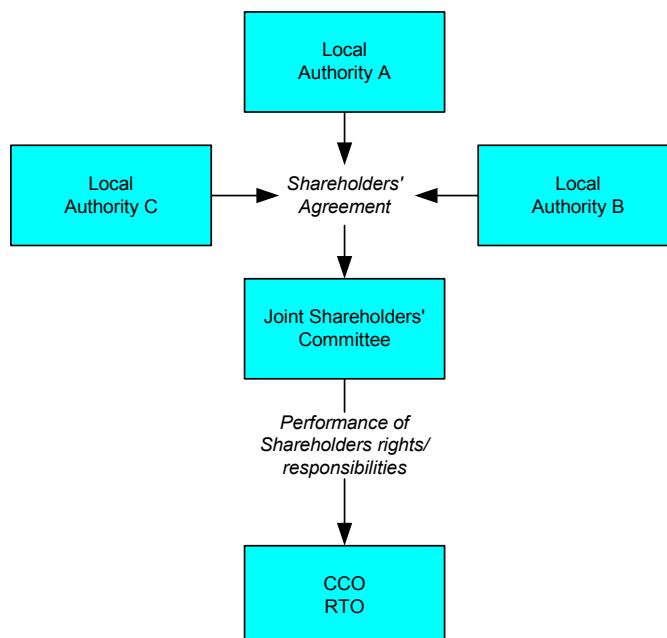 Local
Authority A
Local
Authority C
Shareholders'
Agreement
Local
Authority B
Joint Shareholders'
Committee
Performance of
Shareholders rights/
responsibilities
CCO
RTO